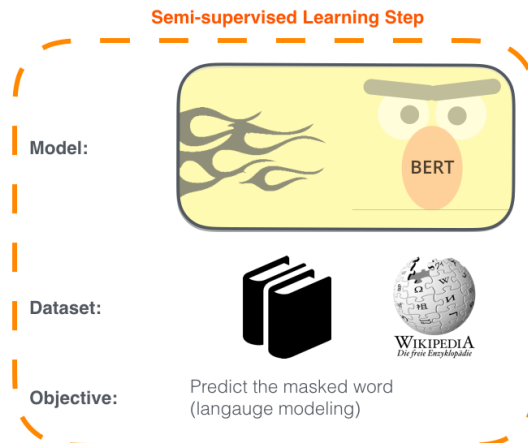 Semi-supervised Learning Step
Model:
BERT
Dataset:
WIKIPEDIA
Die freie Enzyklopädie
Objective:
Predict the masked word
(langauge modeling)